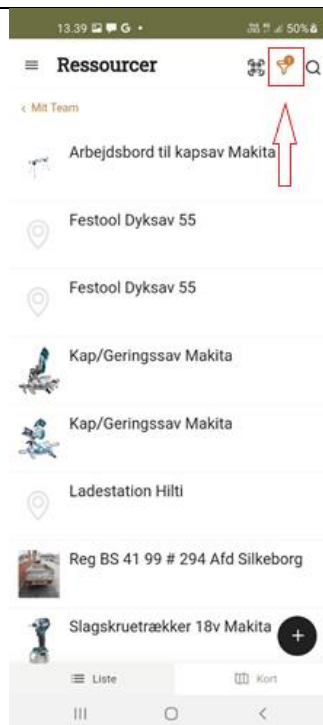 13.39 G • 50%
Ressourcer
< Mit Team
Arbejdsbord til kapsav Makita
Festool Dyksav 55
Festool Dyksav 55
Kap/Geringssav Makita
Kap/Geringssav Makita
Ladestation Hilti
Reg BS 41 99 # 294 Afd Silkeborg
Slagskruetrækker 18v Makita
+
Liste Kort